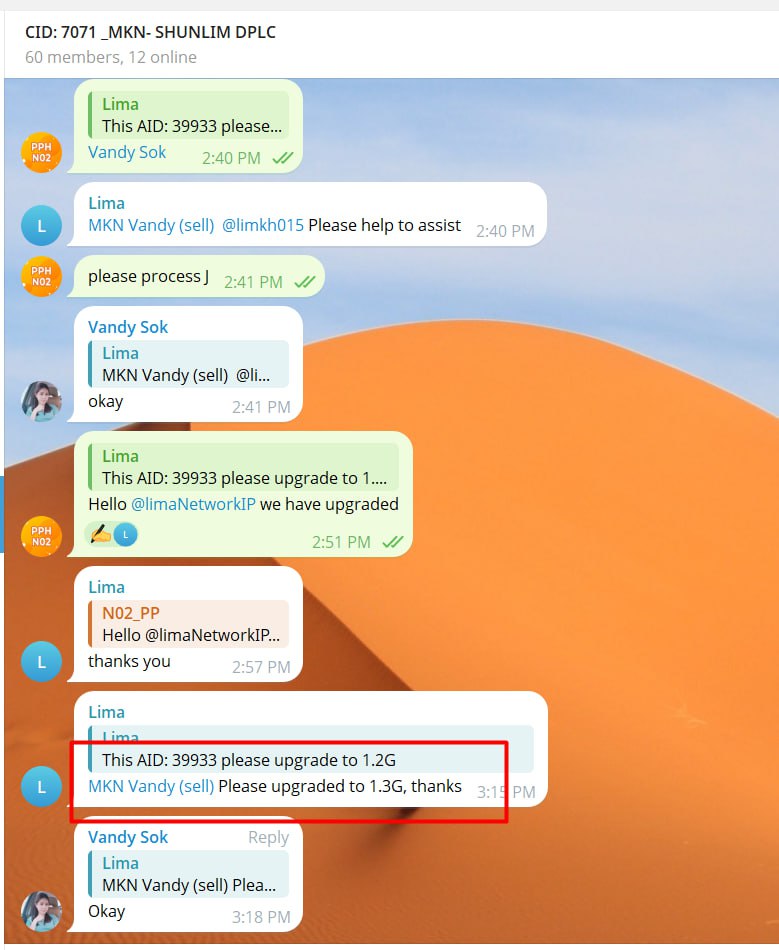 CID: 7071 _MKN- SHUNLIM DPLC
60 members, 12 online
Lima
This AID: 39933 please...
Vandy Sok 2:40 PM
PPH
N02
Lima
MKN Vandy (sell) @limkh015 Please help to assist 2:40 PM
L
PPH
N02
please process J 2:41 PM
Vandy Sok
Lima
MKN Vandy (sell) @li...
okay 2:41 PM
Lima
This AID: 39933 please upgrade to 1....
Hello @limaNetworkIP we have upgraded
L
2:51 PM
PPH
N02
Lima
N02_PP
Hello @limaNetworkIP...
thanks you 2:57 PM
L
Lima
Lima
This AID: 39933 please upgrade to 1.2G
MKN Vandy (sell) Please upgraded to 1.3G, thanks 3:15 PM
L
Vandy Sok Reply
Lima
MKN Vandy (sell) Plea...
Okay 3:18 PM